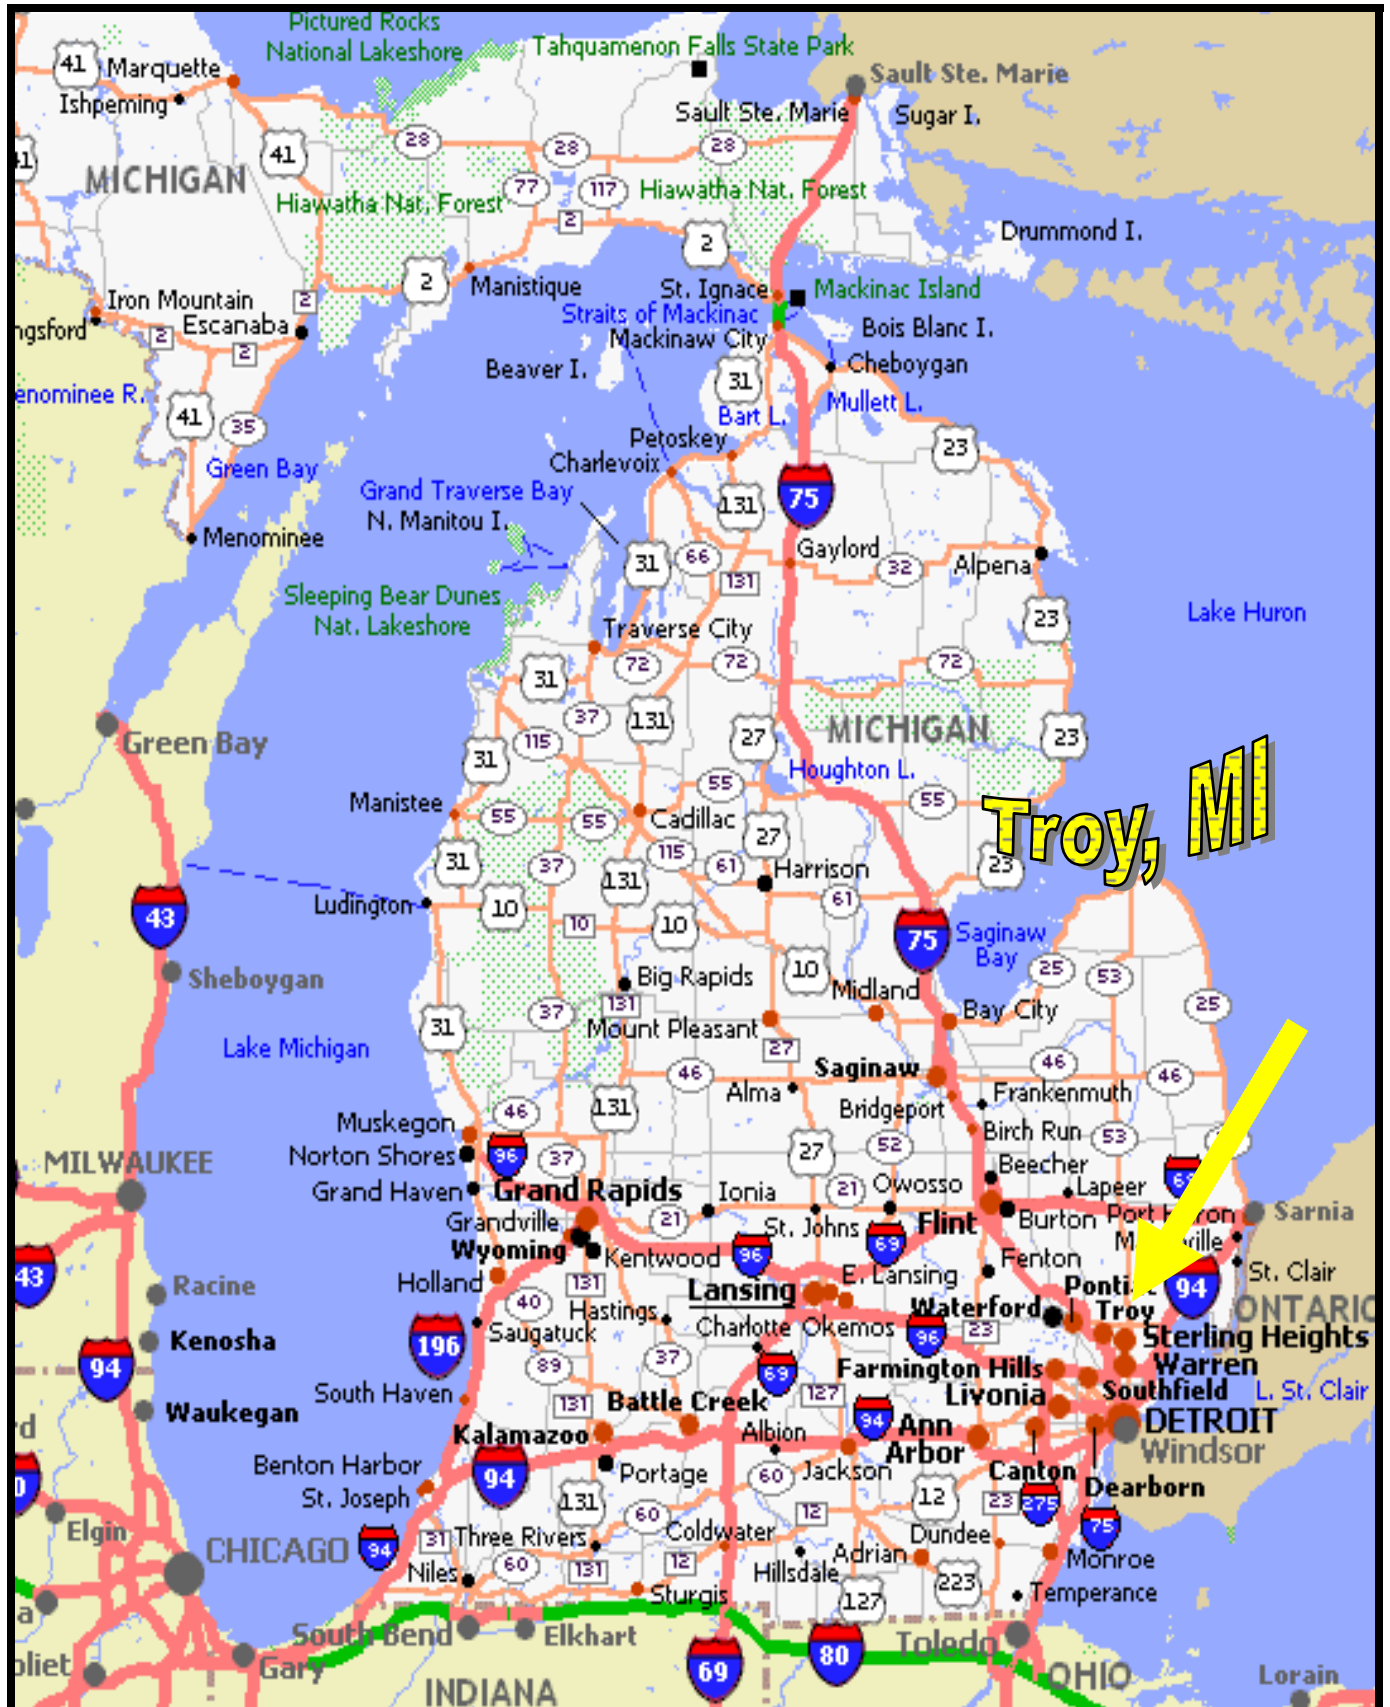 Pictured Rocks
National Lakeshore
Tahquamenon Falls State Park
41
Marquette
Ishpeming
Sault Ste. Marie
Sault Ste. Marie
Sugar I.
41
28
28
28
41
MICHIGAN
Hiawatha Nat. Forest
77
117
Hiawatha Nat. Forest
2
2
Drummond I.
2
Manistique
St. Ignace
Mackinac Island
Iron Mountain
2
Straits of Mackinac
Bois Blanc I.
ngsford
Escanaba
2
2
Mackinaw City
Beaver I.
Cheboygan
31
enominee R.
41
35
Bart L.
Mullett L.
Petoskey
23
Charlevoix
Green Bay
Grand Traverse Bay
75
131
N. Manitou I.
Menominee
31
66
Gaylord
32
Alpena
131
Sleeping Bear Dunes
Nat. Lakeshore
23
Lake Huron
Traverse City
72
72
72
31
37
131
MICHIGAN
27
23
Green Bay
115
31
Houghton L.
Troy, MI
Manistee
55
55
55
55
Cadillac
27
115
61
31
37
131
Harrison
23
61
Ludington
10
10
10
43
75
Saginaw
Bay
Sheboygan
Big Rapids
10
25
53
131
Midland
25
37
31
Mount Pleasant
Bay City
Lake Michigan
27
46
Saginaw
46
46
Alma
Frankenmuth
131
Bridgeport
46
Muskegon
Birch Run
53
Norton Shores
96
37
27
52
MILWAUKEE
Beecher
Grand Haven
Grand Rapids
Ionia
21
Owosso
Lapeer
Grandville
21
St. Johns
Flint
Burton
Port Huron
Sarnia
Wyoming
Kentwood
96
69
Fenton
43
Holland
131
E. Lansing
St. Clair
Racine
40
Hastings
Lansing
Waterford
Troy
94
ONTARIO
Saugatuck
Charlotte
Okemos
96
23
Sterling Heights
Kenosha
196
89
37
69
Farmington Hills
Warren
94
South Haven
131
Battle Creek
127
Livonia
Southfield
L. St. Clair
Waukegan
Kalamazoo
Albion
94
Ann
Arbor
DETROIT
Windsor
rd
Benton Harbor
94
Portage
60
Jackson
Canton
Dearborn
St. Joseph
131
12
12
23
275
0
60
75
Elgin
31
Three Rivers
Coldwater
Dundee
CHICAGO
94
60
131
12
Hillsdale
Adrian
Monroe
Niles
127
223
Temperance
Sturgis
a
South Bend
Elkhart
Toledo
oliet
Gary
69
80
OHIO
INDIANA
Lorain